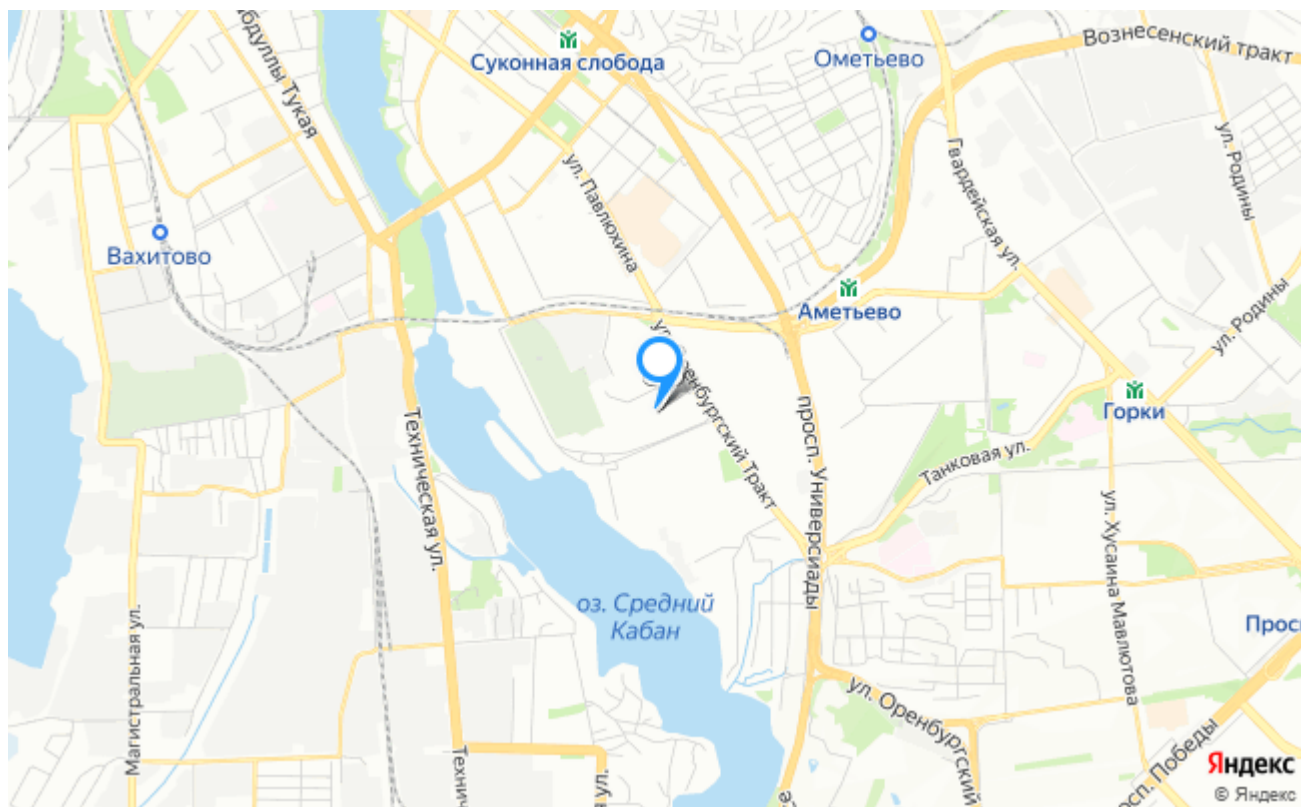 Абдуллы Тукая
Суконная слобода
Ометьево
Вознесенский тракт
ул. Павлюхина
Гвардейская ул.
ул. Родины
Вахитово
Аметьево
ул. Родины
ул. Оренбургский Тракт
просп. Универсиады
Горки
Танковая ул.
Техническая ул.
ул. Хусаина Мавлютова
оз. Средний
Кабан
Магистральная ул.
Просп
ул. Оренбургский
Технич
ул.
просп. Победы
Яндекс
© Яндекс